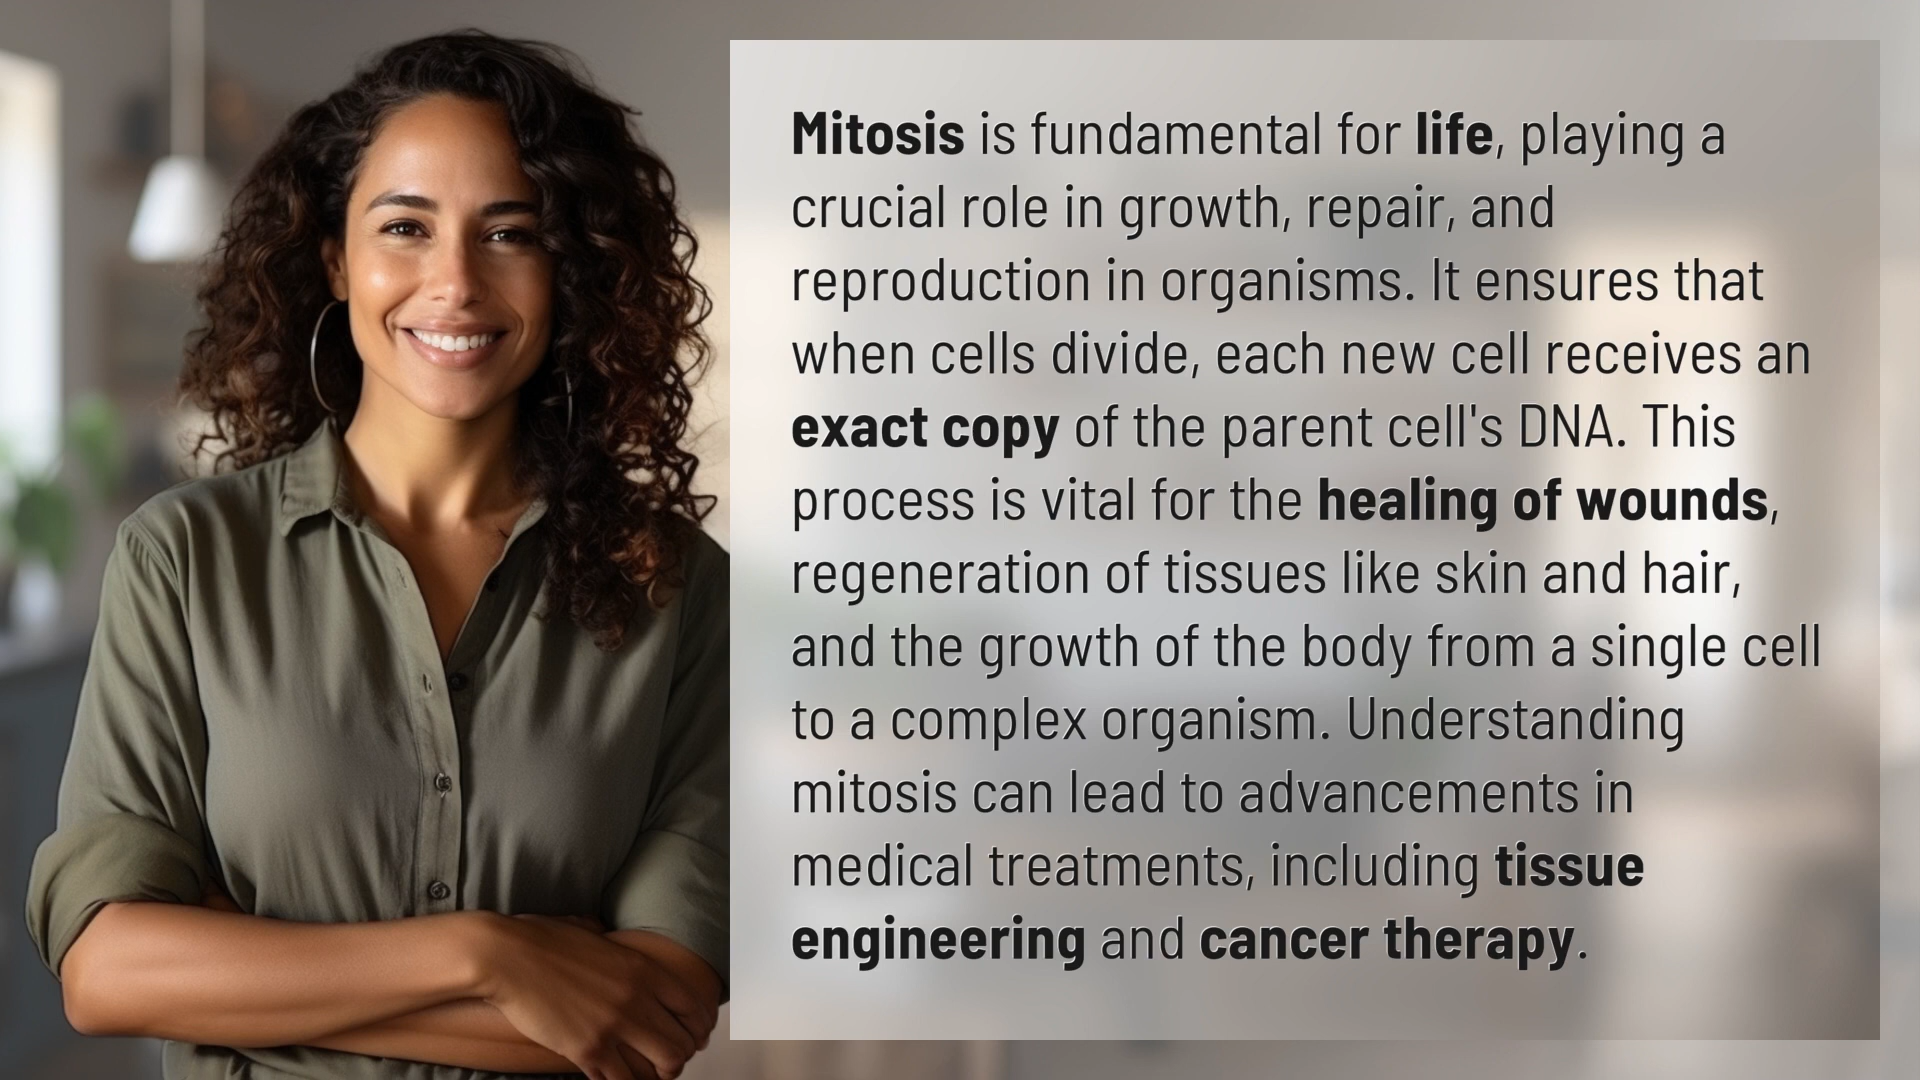 Mitosis is fundamental for life, playing a
crucial role in growth, repair, and
reproduction in organisms. It ensures that
when cells divide, each new cell receives an
exact copy of the parent cell's DNA. This
process is vital for the healing of wounds,
regeneration of tissues like skin and hair,
and the growth of the body from a single cell
to a complex organism. Understanding
mitosis can lead to advancements in
medical treatments, including tissue
engineering and cancer therapy.